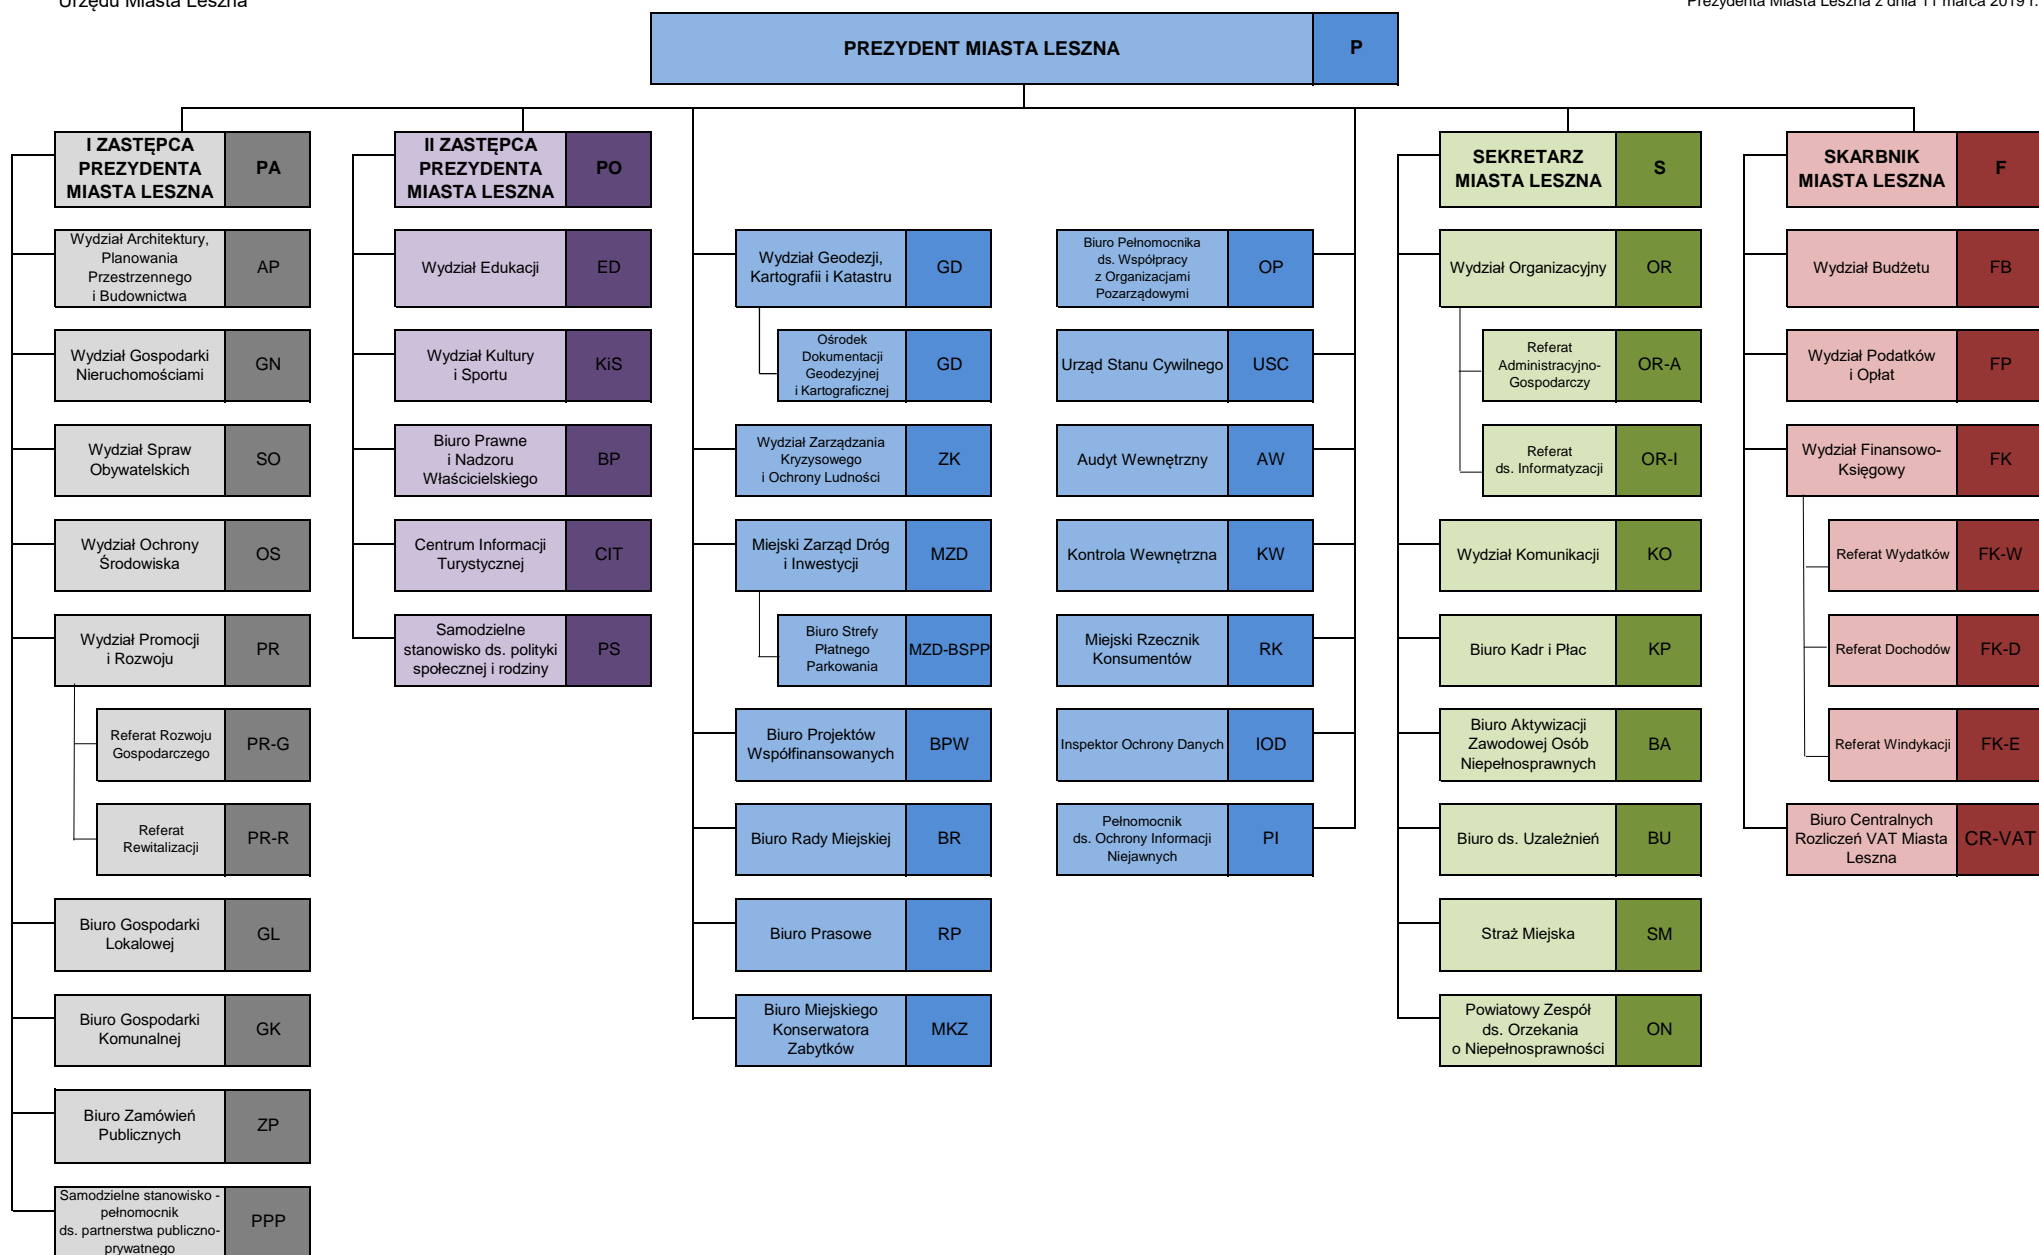 Urzędu Miasta Leszna
Prezydenta Miasta Leszna z dnia 11 marca 2019 r.
PREZYDENT MIASTA LESZNA
P
I ZASTĘPCA
PREZYDENTA
MIASTA LESZNA
PA
Wydział Architektury,
Planowania
Przestrzennego
i Budownictwa
AP
Wydział Gospodarki
Nieruchomościami
GN
Wydział Spraw
Obywatelskich
SO
Wydział Ochrony
Środowiska
OS
Wydział Promocji
i Rozwoju
PR
Referat Rozwoju
Gospodarczego
PR-G
Referat
Rewitalizacji
PR-R
Biuro Gospodarki
Lokalowej
GL
Biuro Gospodarki
Komunalnej
GK
Biuro Zamówień
Publicznych
ZP
Samodzielne stanowisko -
pełnomocnik
ds. partnerstwa publiczno-
prywatnego
PPP
II ZASTĘPCA
PREZYDENTA
MIASTA LESZNA
PO
Wydział Edukacji
ED
Wydział Kultury
i Sportu
KiS
Biuro Prawne
i Nadzoru
Właścicielskiego
BP
Centrum Informacji
Turystycznej
CIT
Samodzielne
stanowisko ds. polityki
społecznej i rodziny
PS
Wydział Geodezji,
Kartografii i Katastru
GD
Ośrodek
Dokumentacji
Geodezyjnej
i Kartograficznej
GD
Wydział Zarządzania
Kryzysowego
i Ochrony Ludności
ZK
Miejski Zarząd Dróg
i Inwestycji
MZD
Biuro Strefy
Płatnego
Parkowania
MZD-BSPP
Biuro Projektów
Współfinansowanych
BPW
Biuro Rady Miejskiej
BR
Biuro Prasowe
RP
Biuro Miejskiego
Konserwatora
Zabytków
MKZ
Biuro Pełnomocnika
ds. Współpracy
z Organizacjami
Pozarządowymi
OP
Urząd Stanu Cywilnego
USC
Audyt Wewnętrzny
AW
Kontrola Wewnętrzna
KW
Miejski Rzecznik
Konsumentów
RK
Inspektor Ochrony Danych
IOD
Pełnomocnik
ds. Ochrony Informacji
Niejawnych
PI
SEKRETARZ
MIASTA LESZNA
S
Wydział Organizacyjny
OR
Referat
Administracyjno-
Gospodarczy
OR-A
Referat
ds. Informatyzacji
OR-I
Wydział Komunikacji
KO
Biuro Kadr i Płac
KP
Biuro Aktywizacji
Zawodowej Osób
Niepełnosprawnych
BA
Biuro ds. Uzależnień
BU
Straż Miejska
SM
Powiatowy Zespół
ds. Orzekania
o Niepełnosprawności
ON
SKARBNIK
MIASTA LESZNA
F
Wydział Budżetu
FB
Wydział Podatków
i Opłat
FP
Wydział Finansowo-
Księgowy
FK
Referat Wydatków
FK-W
Referat Dochodów
FK-D
Referat Windykacji
FK-E
Biuro Centralnych
Rozliczeń VAT Miasta
Leszna
CR-VAT